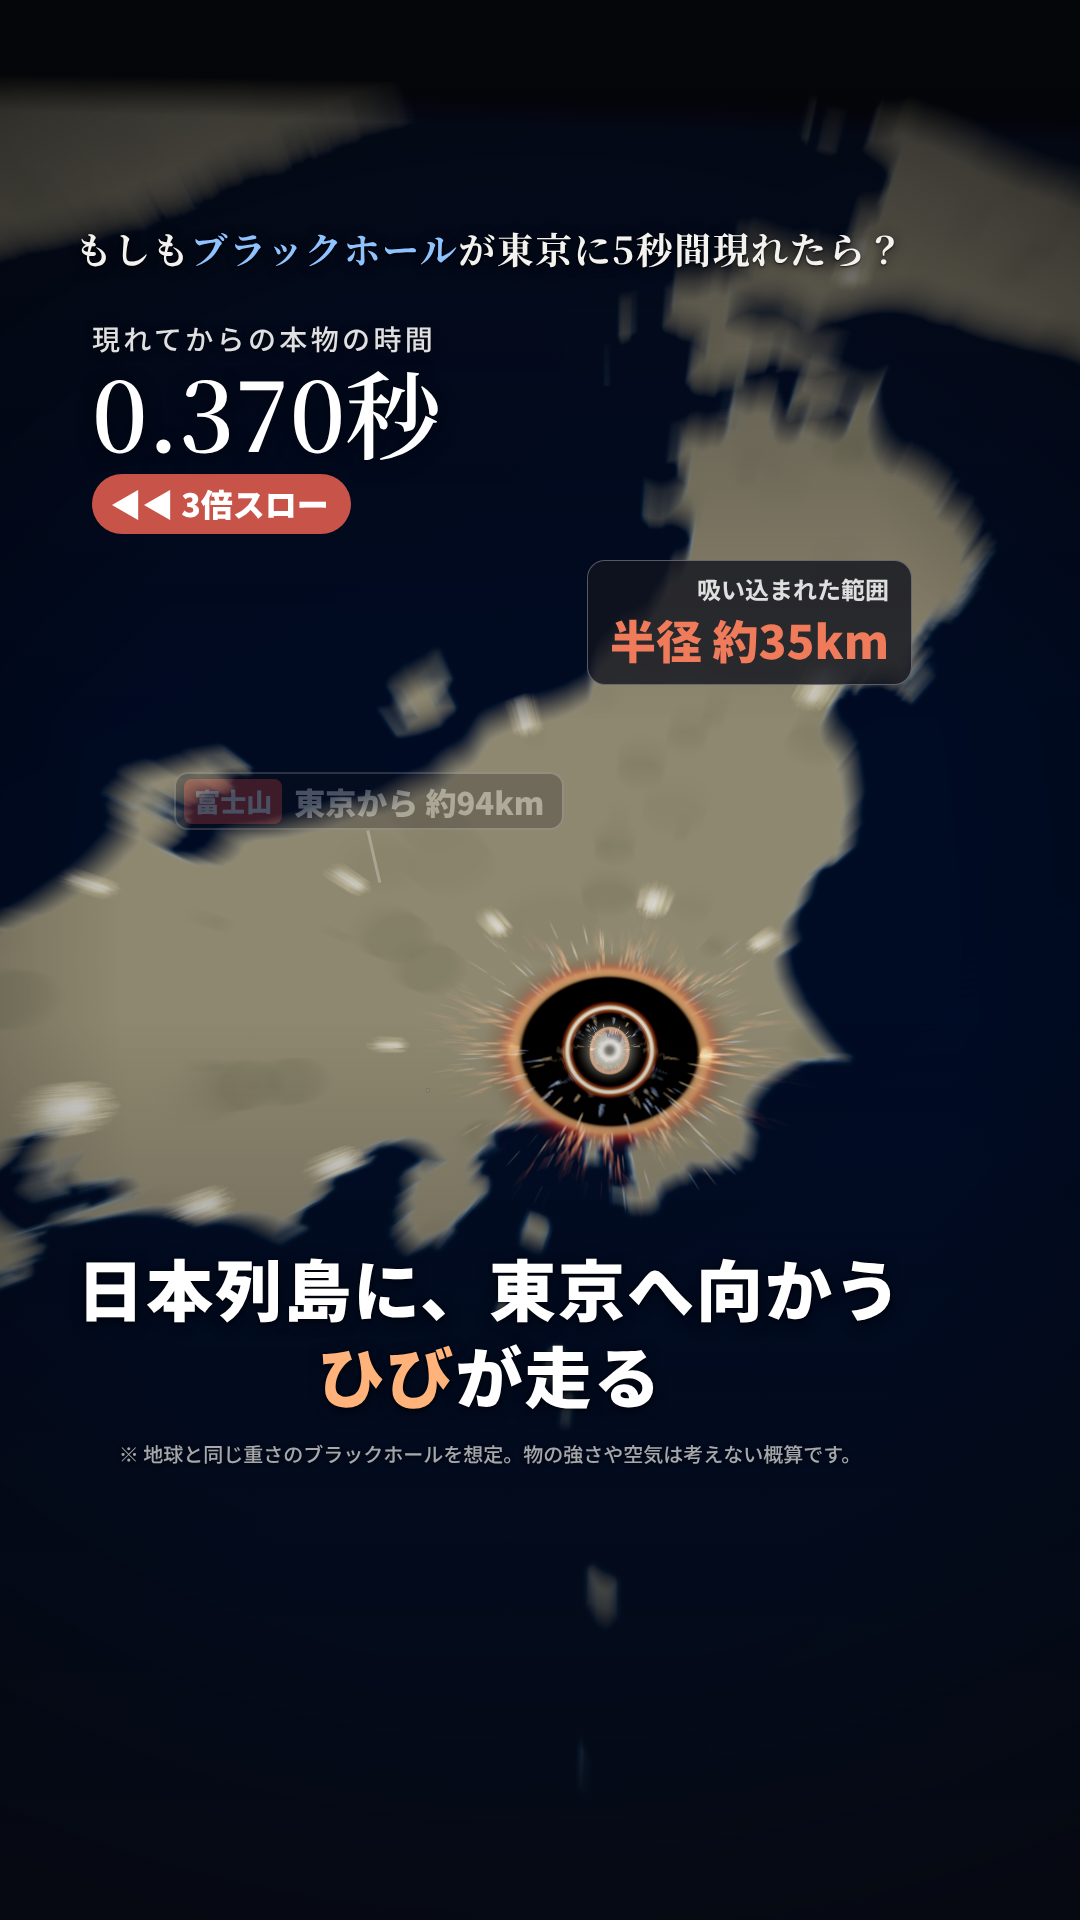 もしもブラックホールが東京に5秒間現れたら？
現れてからの本物の時間
0.370秒
◀◀ 3倍スロー
吸い込まれた範囲
半径 約35km
富士山 東京から 約94km
日本列島に、東京へ向かう
ひびが走る
※ 地球と同じ重さのブラックホールを想定。物の強さや空気は考えない概算です。